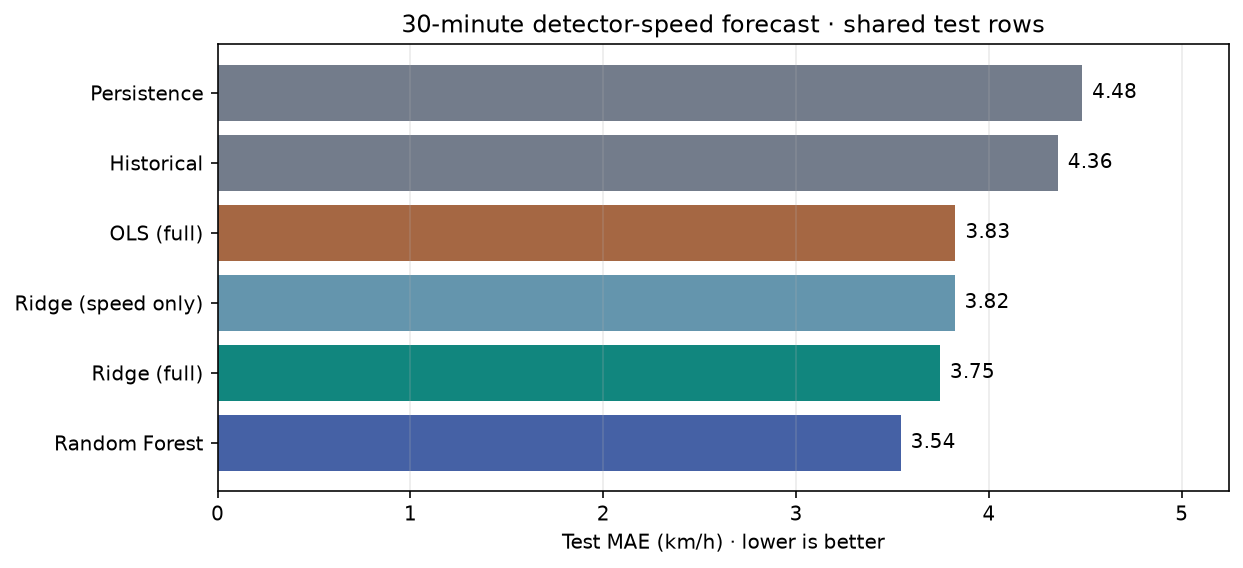 30-minute detector-speed forecast · shared test rows
Persistence 4.48
Historical 4.36
OLS (full) 3.83
Ridge (speed only) 3.82
Ridge (full) 3.75
Random Forest 3.54
0 1 2 3 4 5
Test MAE (km/h) · lower is better